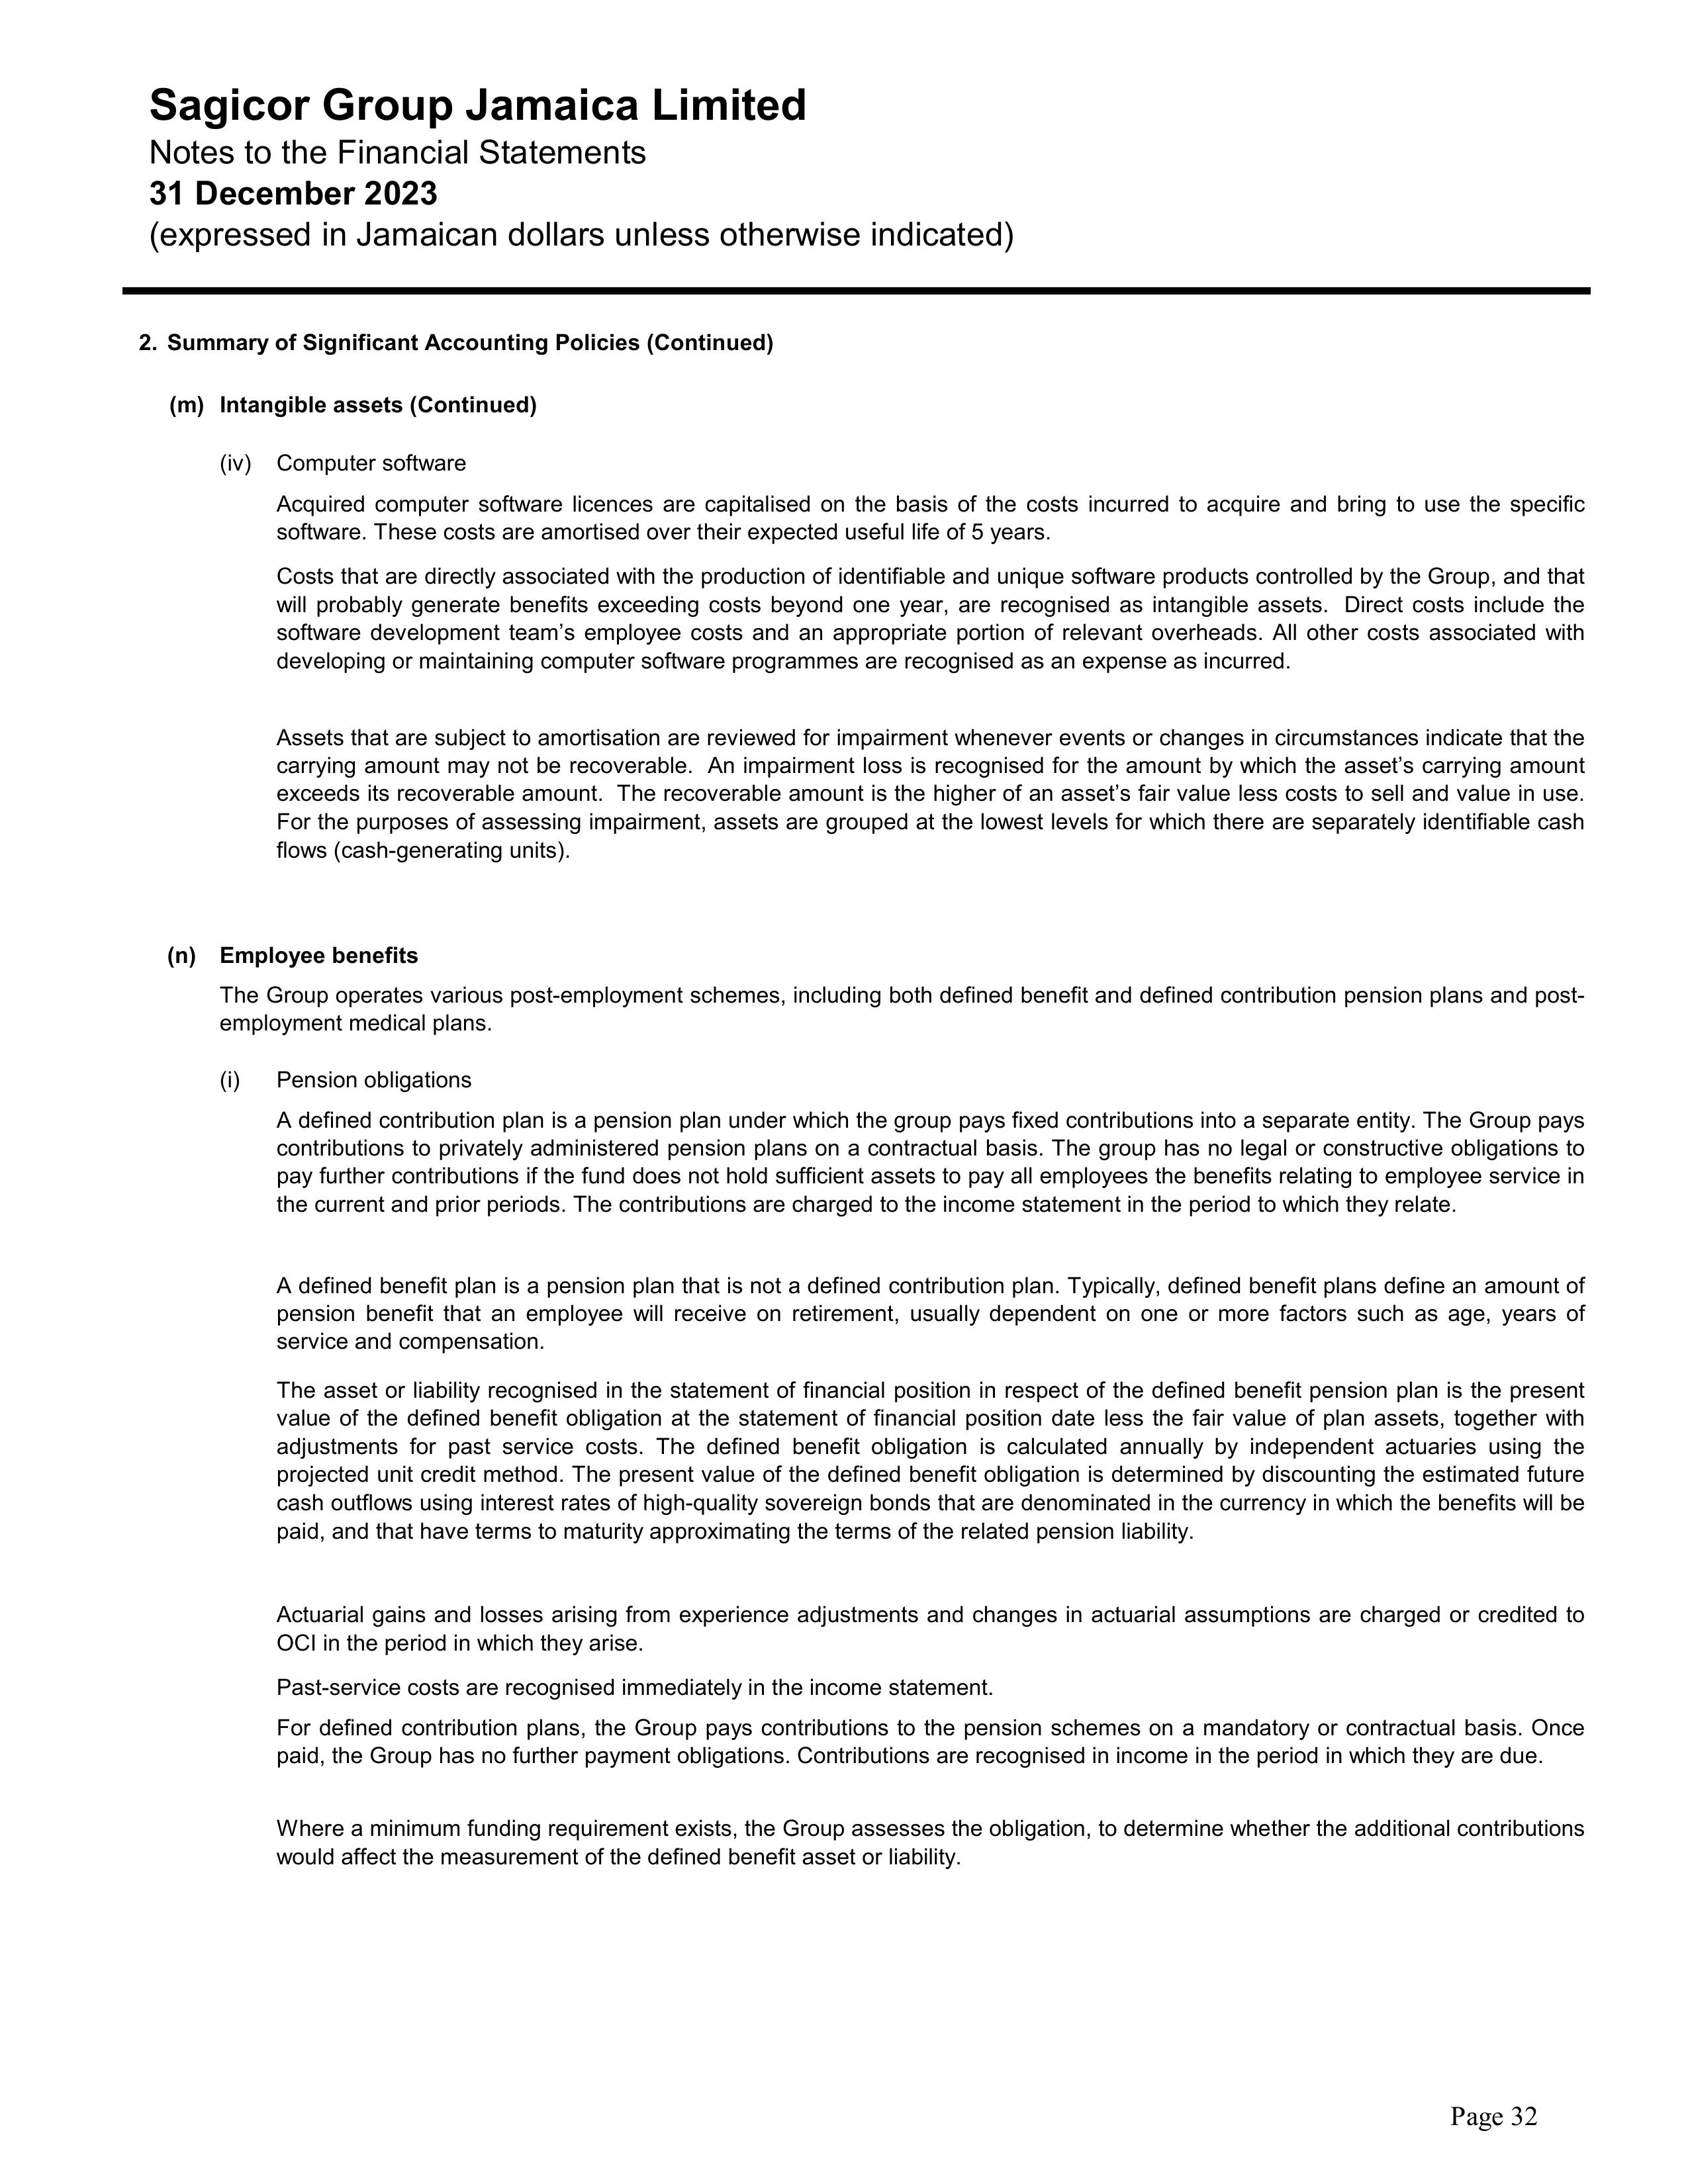 Sagicor Group Jamaica Limited
Notes to the Financial Statements
31 December 2023
(expressed in Jamaican dollars unless otherwise indicated)
2. Summary of Significant Accounting Policies (Continued)
(m) Intangible assets (Continued)
(iv) Computer software
Acquired computer software licences are capitalised on the basis of the costs incurred to acquire and bring to use the specific
software. These costs are amortised over their expected useful life of 5 years.
Costs that are directly associated with the production of identifiable and unique software products controlled by the Group, and that
will probably generate benefits exceeding costs beyond one year, are recognised as intangible assets.  Direct costs include the
software development team’s employee costs and an appropriate portion of relevant overheads. All other costs associated with
developing or maintaining computer software programmes are recognised as an expense as incurred.
Assets that are subject to amortisation are reviewed for impairment whenever events or changes in circumstances indicate that the
carrying amount may not be recoverable.  An impairment loss is recognised for the amount by which the asset’s carrying amount
exceeds its recoverable amount.  The recoverable amount is the higher of an asset’s fair value less costs to sell and value in use.
For the purposes of assessing impairment, assets are grouped at the lowest levels for which there are separately identifiable cash
flows (cash-generating units).
(n) Employee benefits
The Group operates various post-employment schemes, including both defined benefit and defined contribution pension plans and post-
employment medical plans.
(i) Pension obligations
A defined contribution plan is a pension plan under which the group pays fixed contributions into a separate entity. The Group pays
contributions to privately administered pension plans on a contractual basis. The group has no legal or constructive obligations to
pay further contributions if the fund does not hold sufficient assets to pay all employees the benefits relating to employee service in
the current and prior periods. The contributions are charged to the income statement in the period to which they relate.
A defined benefit plan is a pension plan that is not a defined contribution plan. Typically, defined benefit plans define an amount of
pension benefit that an employee will receive on retirement, usually dependent on one or more factors such as age, years of
service and compensation.
The asset or liability recognised in the statement of financial position in respect of the defined benefit pension plan is the present
value of the defined benefit obligation at the statement of financial position date less the fair value of plan assets, together with
adjustments for past service costs. The defined benefit obligation is calculated annually by independent actuaries using the
projected unit credit method. The present value of the defined benefit obligation is determined by discounting the estimated future
cash outflows using interest rates of high-quality sovereign bonds that are denominated in the currency in which the benefits will be
paid, and that have terms to maturity approximating the terms of the related pension liability.
Actuarial gains and losses arising from experience adjustments and changes in actuarial assumptions are charged or credited to
OCI in the period in which they arise.
Past-service costs are recognised immediately in the income statement.
For defined contribution plans, the Group pays contributions to the pension schemes on a mandatory or contractual basis. Once
paid, the Group has no further payment obligations. Contributions are recognised in income in the period in which they are due.
Where a minimum funding requirement exists, the Group assesses the obligation, to determine whether the additional contributions
would affect the measurement of the defined benefit asset or liability.
Page 32